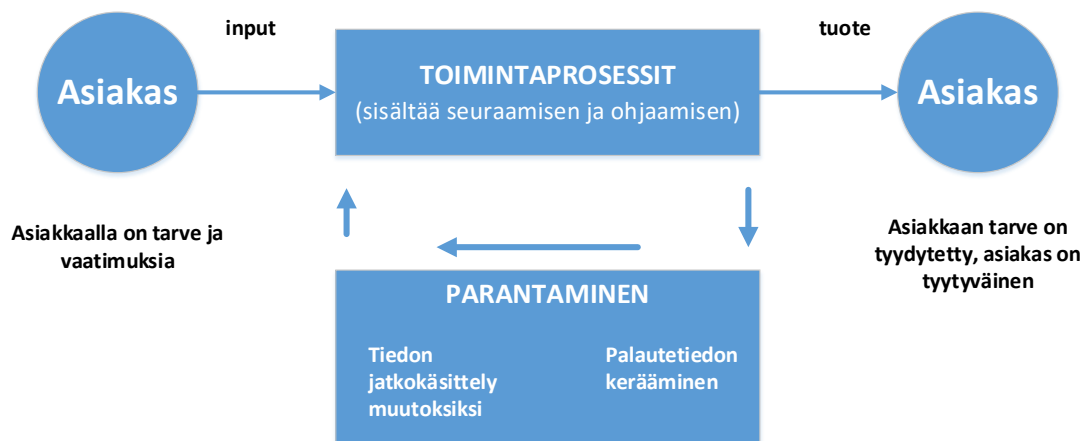 input
tuote
Asiakas
TOIMINTAPROSESSIT
(sisältää seuraamisen ja ohjaamisen)
Asiakas
Asiakkaalla on tarve ja
vaatimuksia
Asiakkaan tarve on
tyydytetty, asiakas on
tyytyväinen
PARANTAMINEN
Tiedon
jatkokäsittely
muutoksiksi
Palautetiedon
kerääminen